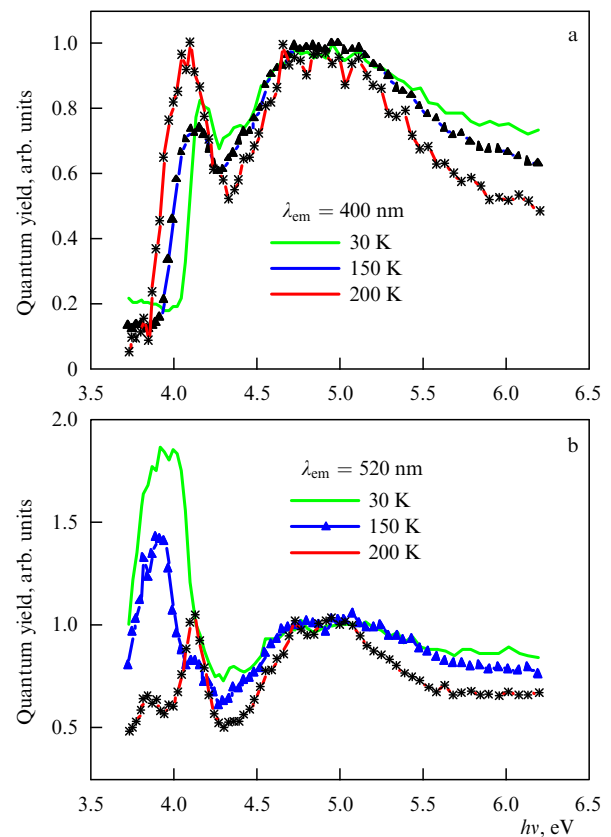 a
Quantum yield, arb. units
1.0
0.8
0.6
0.4
0.2
0
λem = 400 nm
30 K
150 K
200 K
3.5 4.0 4.5 5.0 5.5 6.0 6.5
b
Quantum yield, arb. units
2.0
1.5
1.0
0.5
λem = 520 nm
30 K
150 K
200 K
3.5 4.0 4.5 5.0 5.5 6.0 6.5
hν, eV